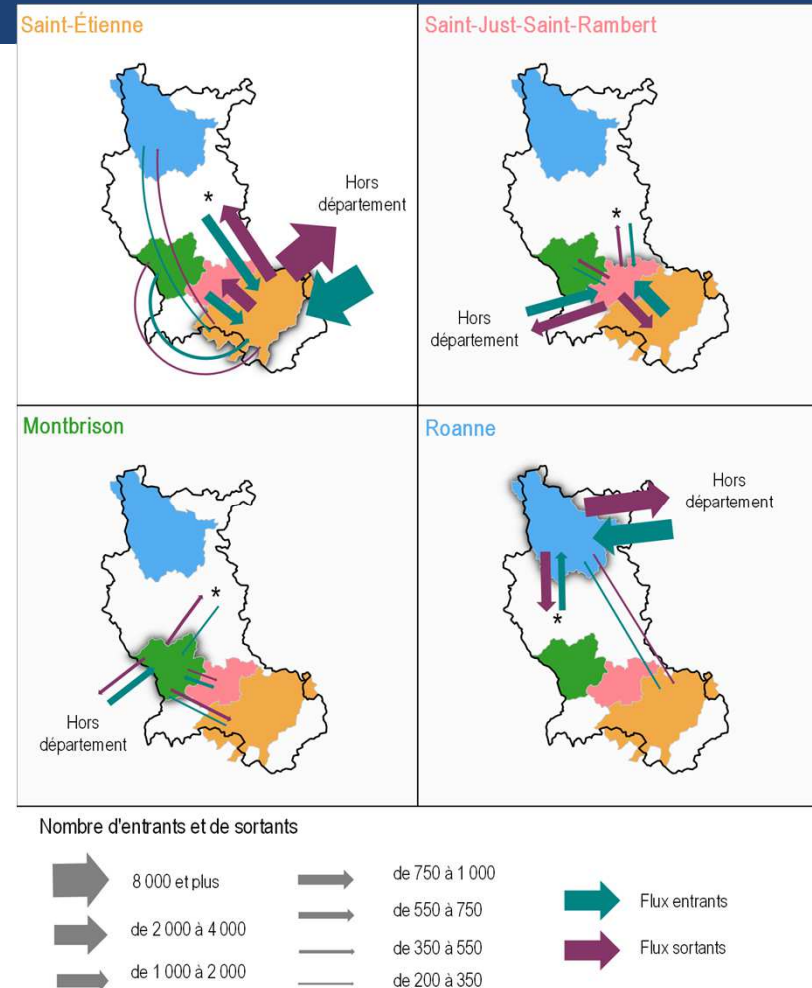 Saint-Étienne
*
Hors
département
Saint-Just-Saint-Rambert
*
Hors
département
Montbrison
*
Hors
département
Roanne
Hors
département
*
Nombre d'entrants et de sortants
8 000 et plus
de 2 000 à 4 000
de 1 000 à 2 000
de 750 à 1 000
de 550 à 750
de 350 à 550
de 200 à 350
Flux entrants
Flux sortants